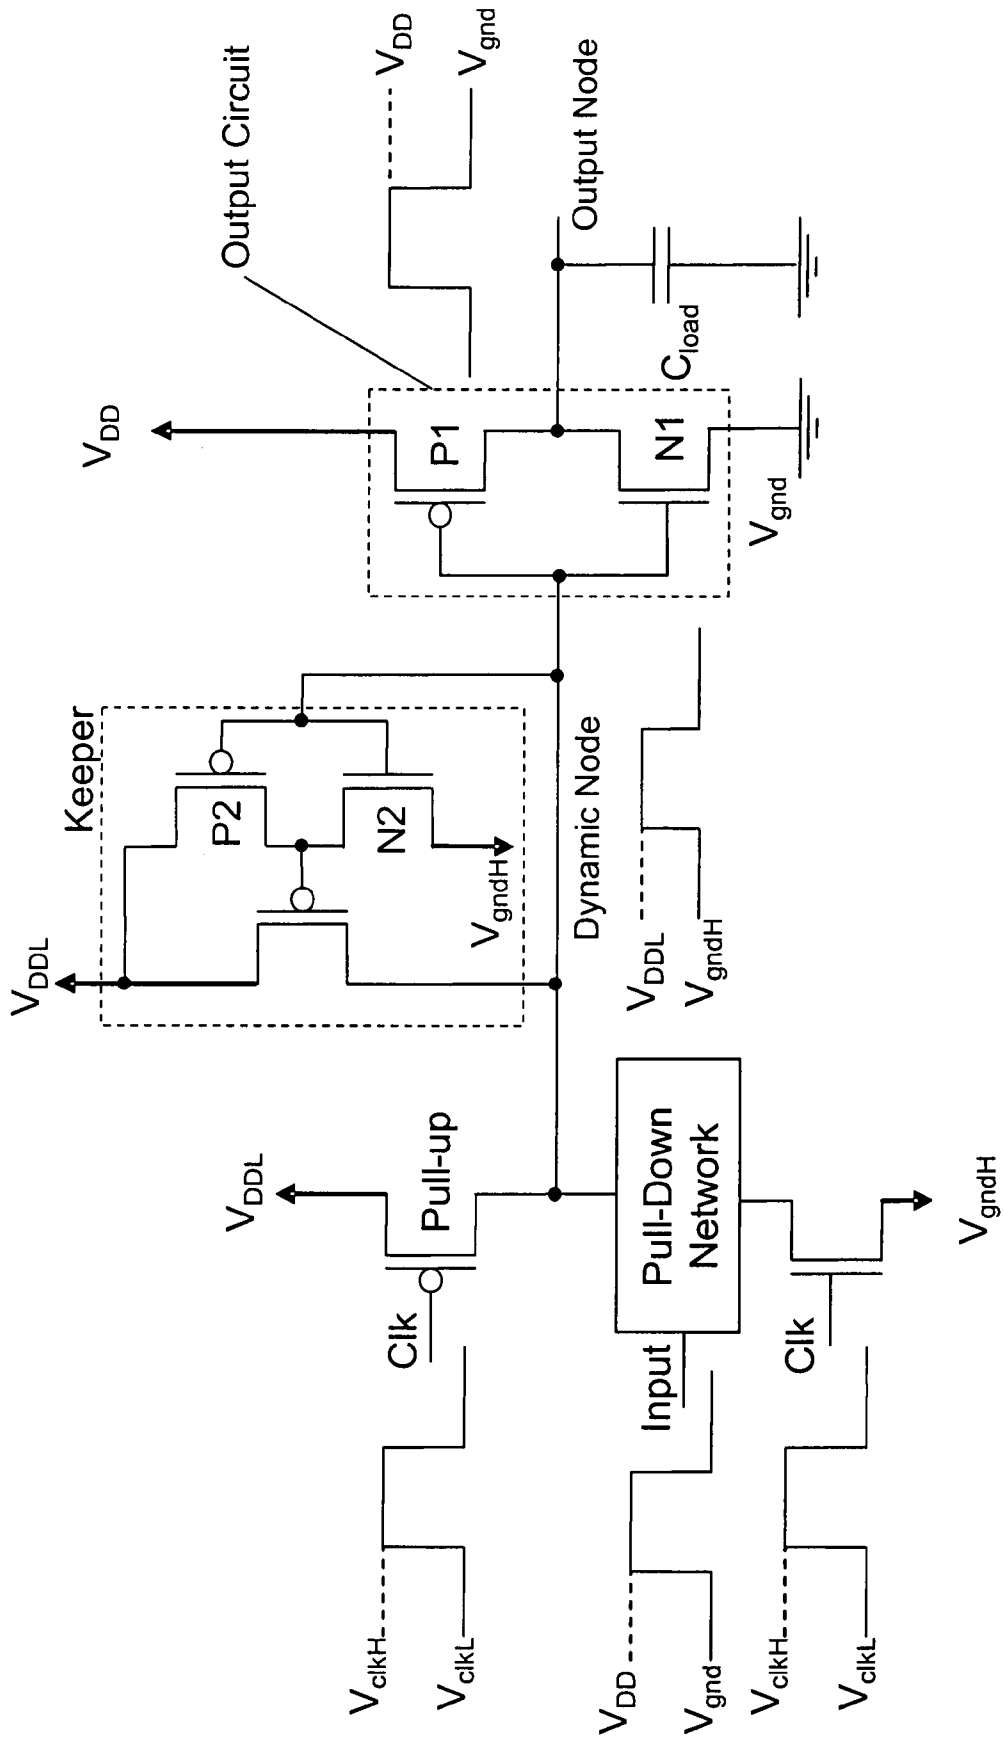 V_DDL
Keeper
V_DD
Output Circuit
V_DD
V_gnd
V_DDL
P2
P1
Clk
Pull-up
N2
V_gndH
V_clkH
V_clkL
Dynamic Node
Output Node
Input
Pull-Down
Network
V_DDL
V_gndH
N1
C_load
V_DD
V_gnd
V_gnd
Clk
V_clkH
V_clkL
V_gndH